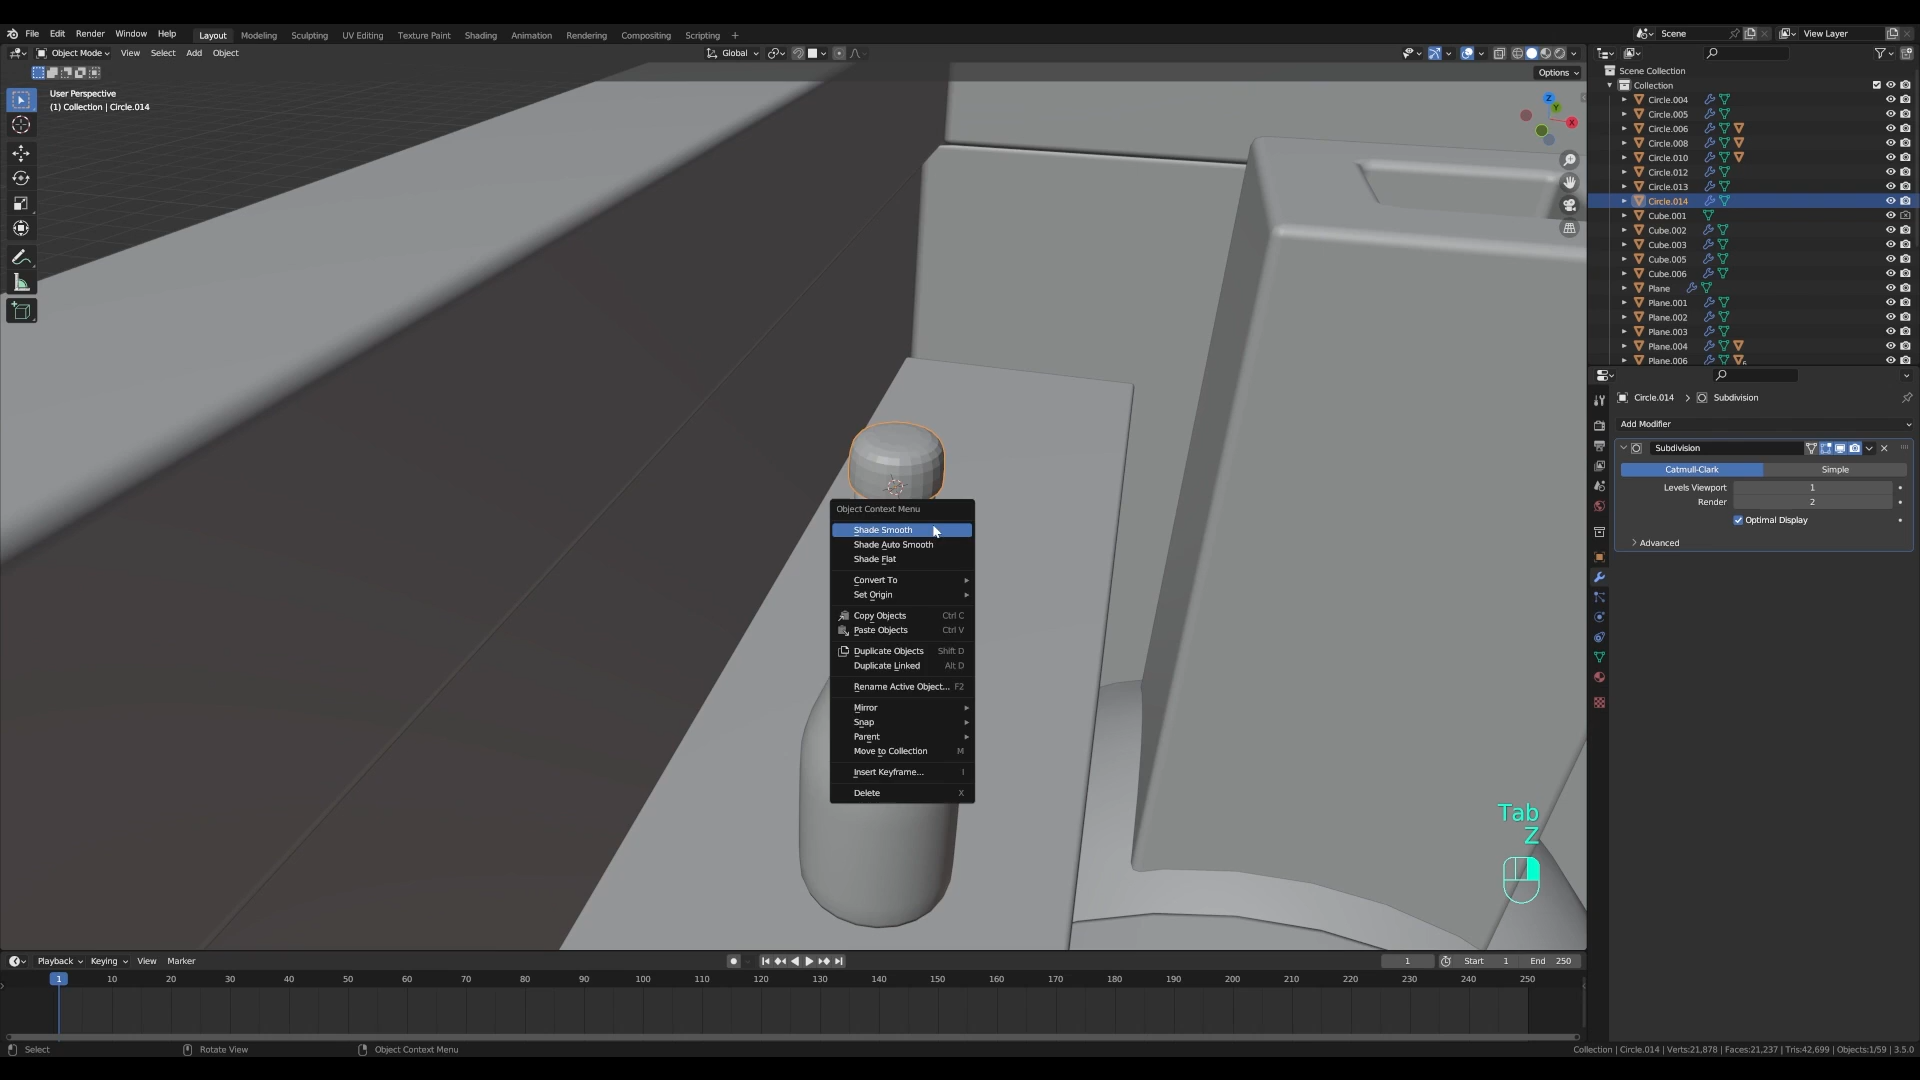 File Edit Render Window Help Layout Modeling Sculpting UV Editing Texture Paint Shading Animation Rendering Compositing Scripting + Scene View Layer
Object Mode View Select Add Object Global
Options
User Perspective
(1) Collection | Circle.014
Z
Y
X
Scene Collection
Collection
Circle.004
Circle.005
Circle.006
Circle.008
Circle.010
Circle.012
Circle.013
Circle.014
Cube.001
Cube.002
Cube.003
Cube.005
Cube.006
Plane
Plane.001
Plane.002
Plane.003
Plane.004
Plane.006
Circle.014 > Subdivision
Add Modifier
Subdivision
Catmull-Clark Simple
Levels Viewport 1
Render 2
Optimal Display
Advanced
Object Context Menu
Shade Smooth
Shade Auto Smooth
Shade Flat
Convert To
Set Origin
Copy Objects Ctrl C
Paste Objects Ctrl V
Duplicate Objects Shift D
Duplicate Linked Alt D
Rename Active Object... F2
Mirror
Snap
Parent
Move to Collection M
Insert Keyframe... I
Delete X
Tab
Z
Playback Keying View Marker 1 Start 1 End 250
1 10 20 30 40 50 60 70 80 90 100 110 120 130 140 150 160 170 180 190 200 210 220 230 240 250
Select Rotate View Object Context Menu Collection | Circle.014 | Verts:21,878 | Faces:21,237 | Tris:42,699 | Objects:1/59 | 3.5.0